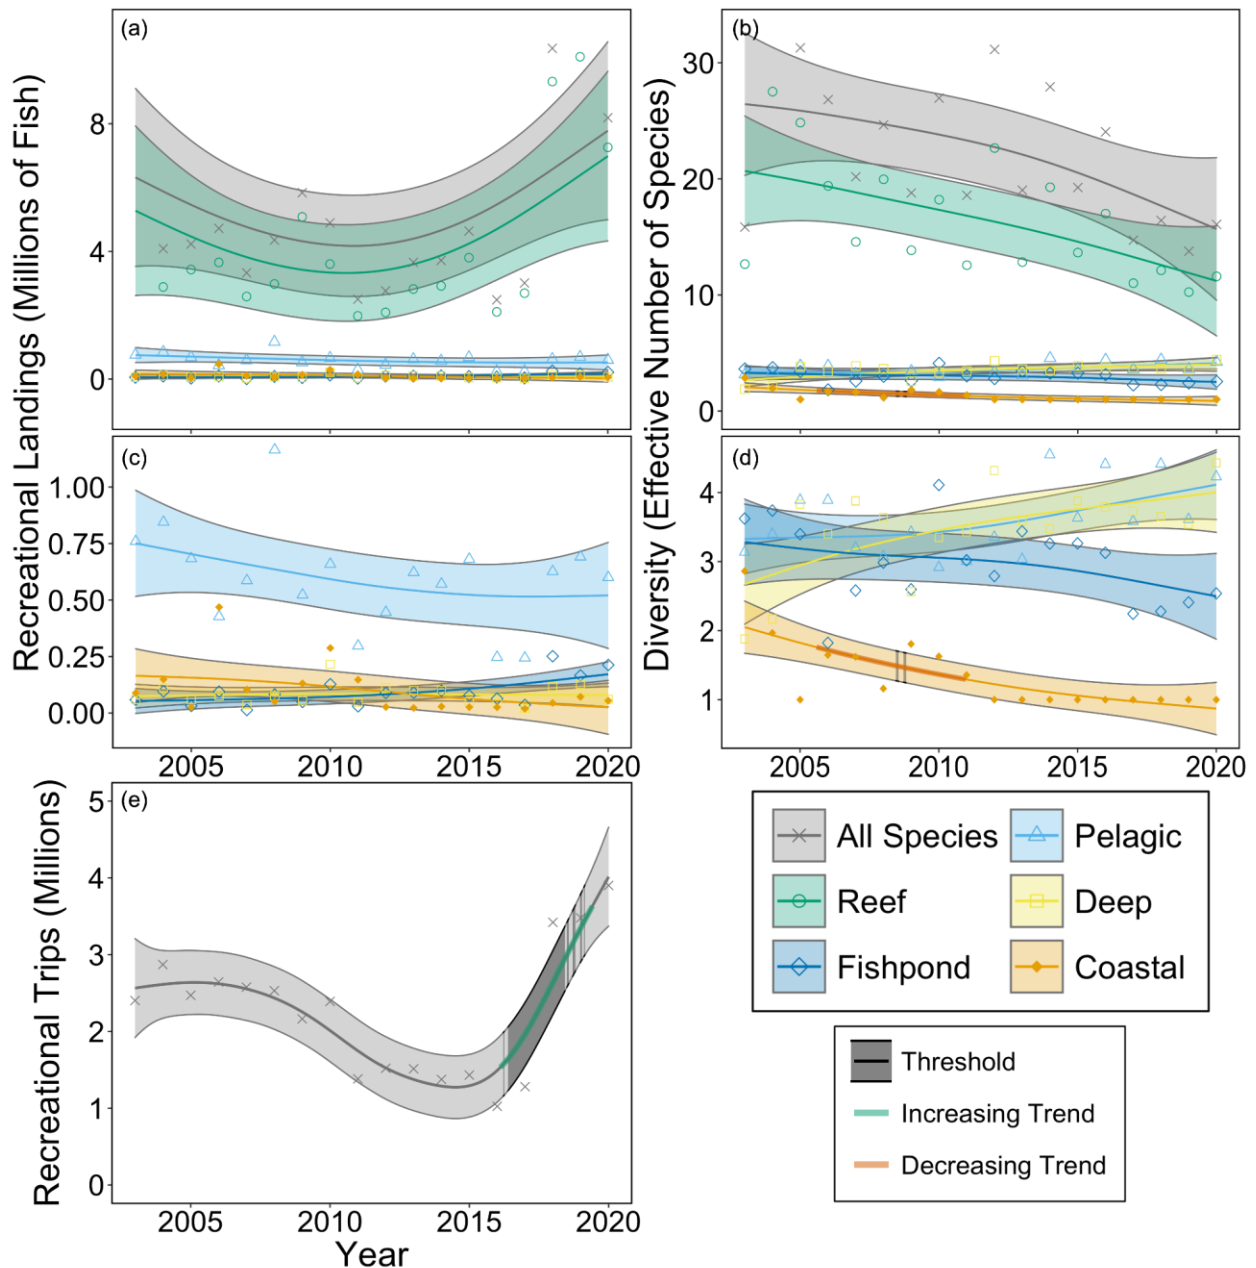 (a)
8
4
0
Recreational Landings (Millions of Fish)
(b)
30
20
10
0
Diversity (Effective Number of Species)
(c)
1.00
0.75
0.50
0.25
0.00
2005 2010 2015 2020
(d)
4
3
2
1
2005 2010 2015 2020
(e)
5
4
3
2
1
0
Recreational Trips (Millions)
2005 2010 2015 2020
Year
All Species
Pelagic
Reef
Deep
Fishpond
Coastal
Threshold
Increasing Trend
Decreasing Trend